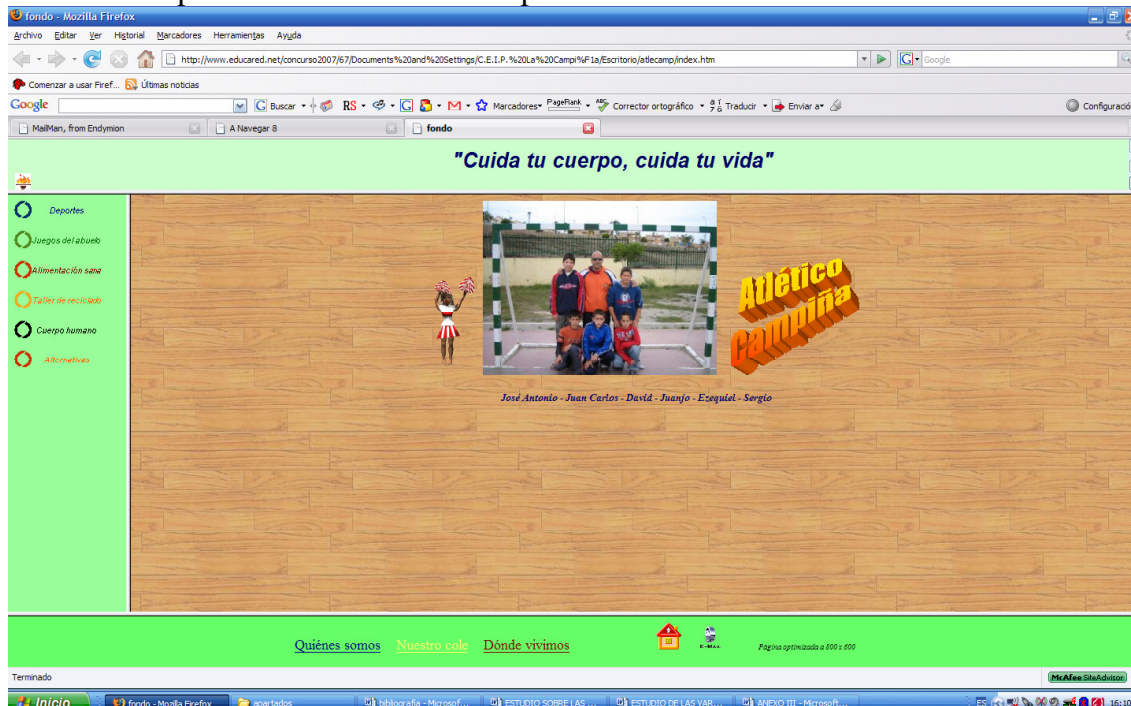 fondo - Mozilla Firefox
Archivo Editar Ver Historial Marcadores Herramientas Ayuda
http://www.educared.net/concurso2007/67/Documents%20and%20Settings/C.E.I.P.%20La%20Campi%F1a/Escritorio/atlecamp/index.htm
Google
Comenzar a usar Firef... Últimas noticias
Google Buscar RS Marcadores PageRank Corrector ortográfico Traducir Enviar a Configuració
MailMan, from Endymion A Navegar 8 fondo
"Cuida tu cuerpo, cuida tu vida"
Deportes
Juegos del abuelo
Alimentación sana
Taller de reciclado
Cuerpo humano
Alternativas
Atlético
Campiña
José Antonio - Juan Carlos - David - Juanjo - Ezequiel - Sergio
Quiénes somos Nuestro cole Dónde vivimos E-MAIL Página optimizada a 800 x 600
Terminado McAfee SiteAdvisor
Inicio fondo - Mozilla Firefox apartados bibliografia - Microsof... ESTUDIO SOBRE LAS ... ESTUDIO DE LAS VAR... ANEXO III - Microsoft... ES 16:10